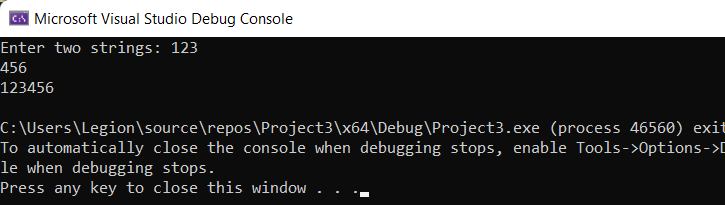 Microsoft Visual Studio Debug Console
Enter two strings: 123
456
123456
C:\Users\Legion\source\repos\Project3\x64\Debug\Project3.exe (process 46560) exit
To automatically close the console when debugging stops, enable Tools->Options->D
le when debugging stops.
Press any key to close this window . . .